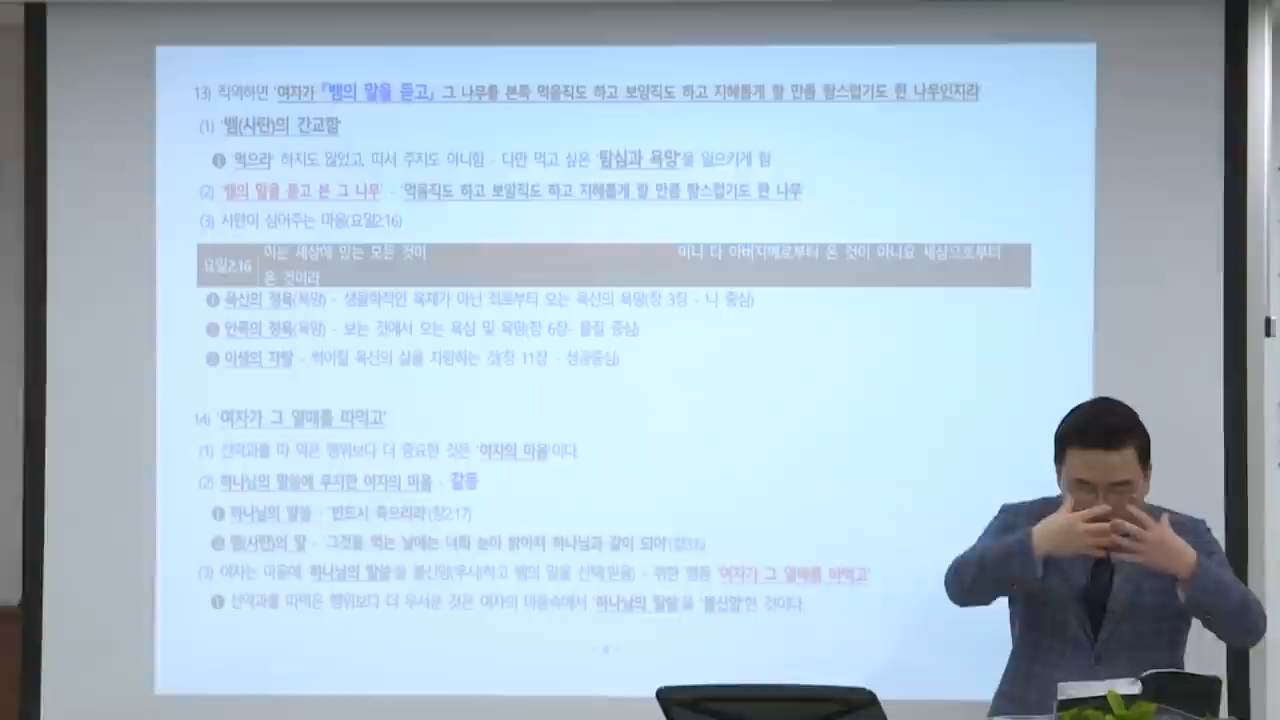 13) 직역하면 '여자가 『뱀의 말을 듣고』 그 나무를 본즉 먹음직도 하고 보암직도 하고 지혜롭게 할 만큼 탐스럽기도 한 나무인지라'
(1) '뱀(사탄)의 간교함'
❶ '먹으라' 하지도 않았고, 따서 주지도 아니함 - 다만 먹고 싶은 '탐심과 욕망'을 일으키게 함
(2) '뱀의 말을 듣고 본 그 나무' - '먹음직도 하고 보암직도 하고 지혜롭게 할 만큼 탐스럽기도 한 나무'
(3) 사탄이 심어주는 마음(요일2:16)
요일2:16 이는 세상에 있는 모든 것이 이니 다 아버지께로부터 온 것이 아니요 세상으로부터
온 것이라
❶ 육신의 정욕(욕망) - 생물학적인 육체가 아닌 죄로부터 오는 육신의 욕망(창 3장 - 나 중심)
❷ 안목의 정욕(욕망) - 보는 것에서 오는 욕심 및 욕망(창 6장- 물질 중심)
❸ 이생의 자랑 - 썩어질 육신의 삶을 자랑하는 것(창 11장 - 성공중심)
14) '여자가 그 열매를 따먹고'
(1) 선악과를 따 먹은 행위보다 더 중요한 것은 '여자의 마음'이다.
(2) 하나님의 말씀에 무지한 여자의 마음 - 갈등
❶ 하나님의 말씀 - '반드시 죽으리라'(창2:17)
❷ 뱀(사탄)의 말 - '그것을 먹는 날에는 너희 눈이 밝아져 하나님과 같이 되어'(창3:5)
(3) 여자는 마음에 '하나님의 말씀'을 불신앙(무시)하고 뱀의 말을 선택(믿음) - 위한 행동 '여자가 그 열매를 따먹고'
❶ 선악과를 따먹은 행위보다 더 무서운 것은 여자의 마음속에서 '하나님의 말씀'을 '불신앙'한 것이다.